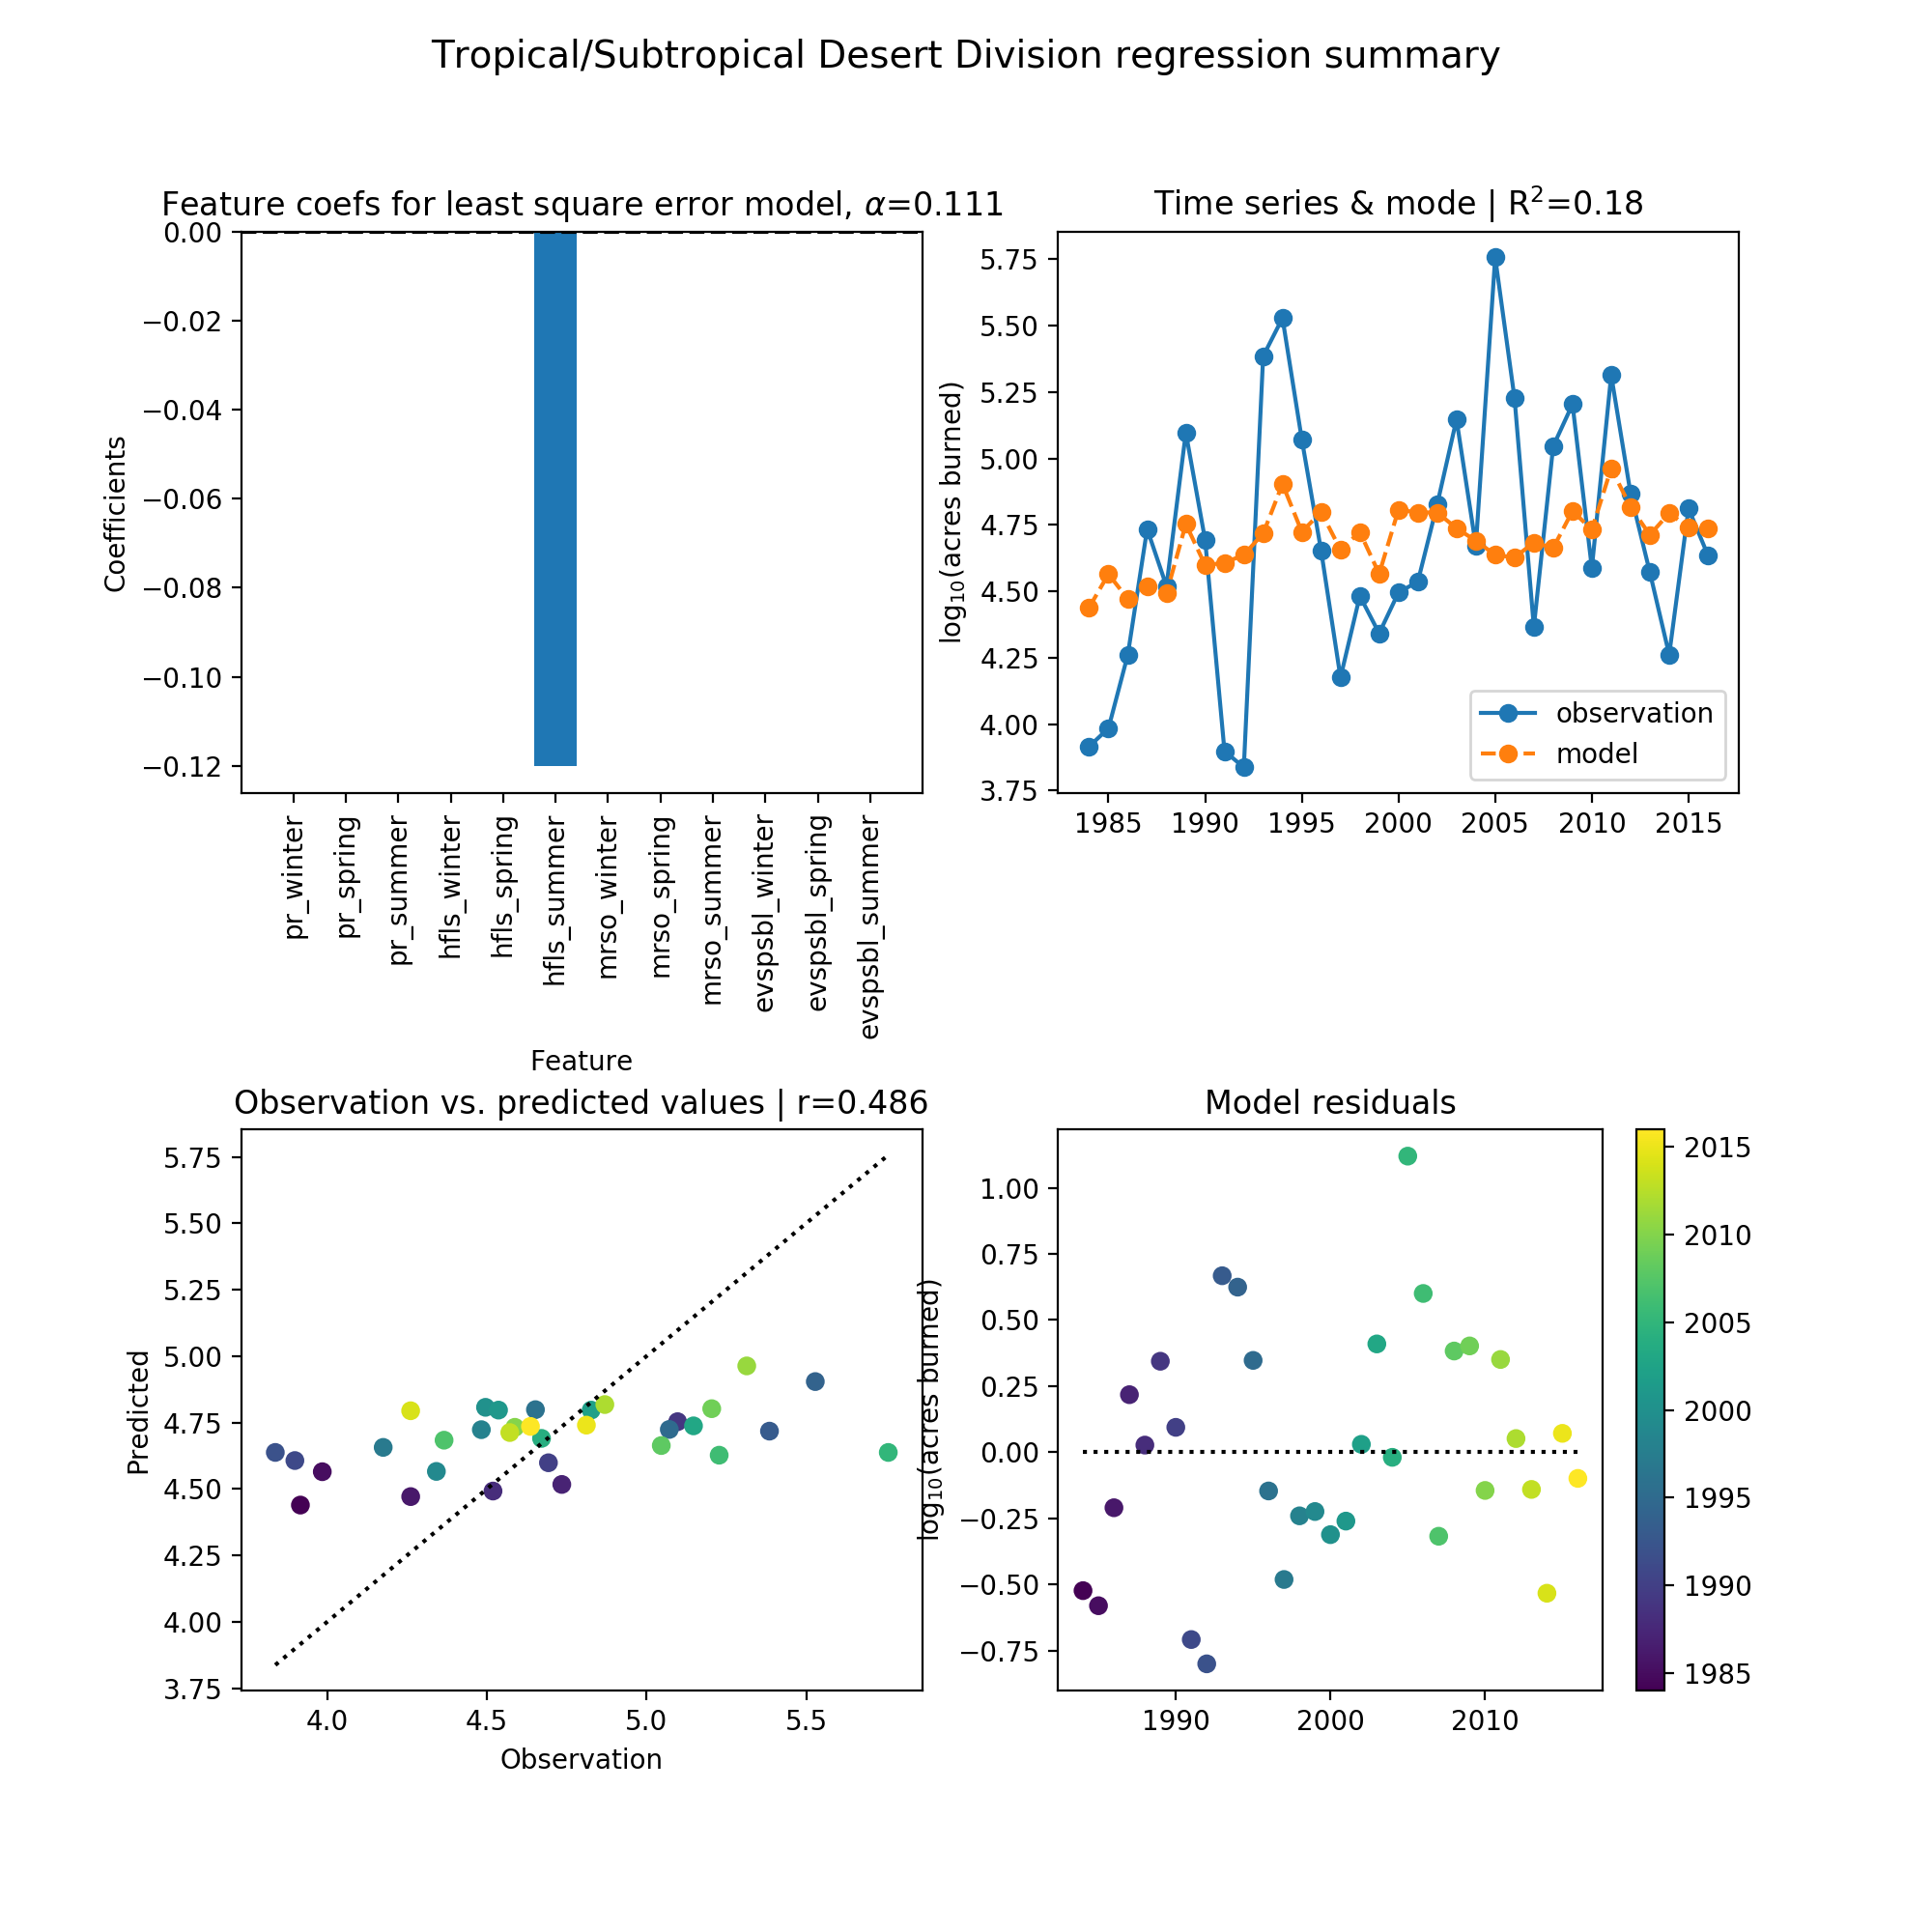 Tropical/Subtropical Desert Division regression summary
Feature coefs for least square error model, α=0.111
0.00
−0.02
−0.04
−0.06
−0.08
−0.10
−0.12
Coefficients
pr_winter
pr_spring
pr_summer
hfls_winter
hfls_spring
hfls_summer
mrso_winter
mrso_spring
mrso_summer
evspsbl_winter
evspsbl_spring
evspsbl_summer
Feature
Time series & mode | R²=0.18
5.75
5.50
5.25
5.00
4.75
4.50
4.25
4.00
3.75
log₁₀(acres burned)
observation
model
1985 1990 1995 2000 2005 2010 2015
Observation vs. predicted values | r=0.486
5.75
5.50
5.25
5.00
4.75
4.50
4.25
4.00
3.75
Predicted
4.0 4.5 5.0 5.5
Observation
Model residuals
1.00
0.75
0.50
0.25
0.00
−0.25
−0.50
−0.75
log₁₀(acres burned)
1990 2000 2010
2015
2010
2005
2000
1995
1990
1985